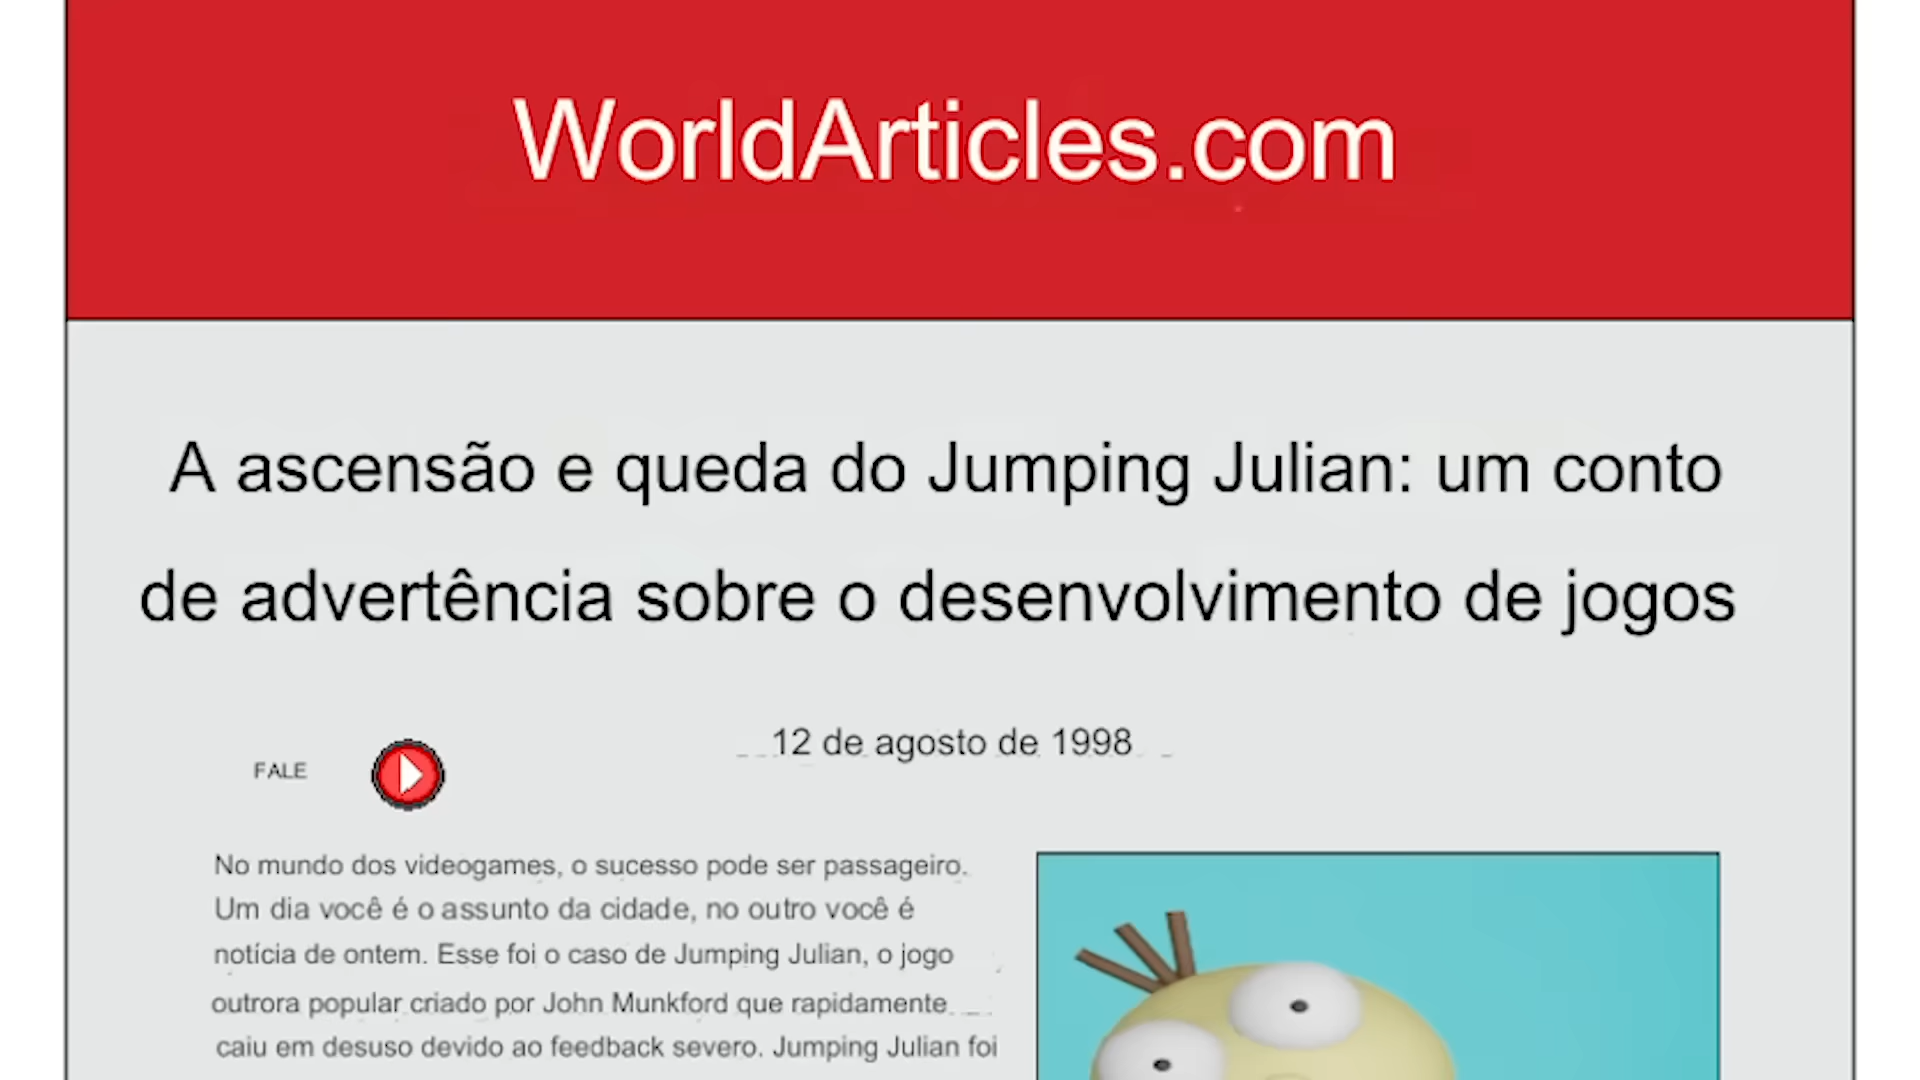 WorldArticles.com
A ascensão e queda do Jumping Julian: um conto
de advertência sobre o desenvolvimento de jogos
12 de agosto de 1998
FALE
No mundo dos videogames, o sucesso pode ser passageiro.
Um dia você é o assunto da cidade, no outro você é
notícia de ontem. Esse foi o caso de Jumping Julian, o jogo
outrora popular criado por John Munkford que rapidamente
caiu em desuso devido ao feedback severo. Jumping Julian foi